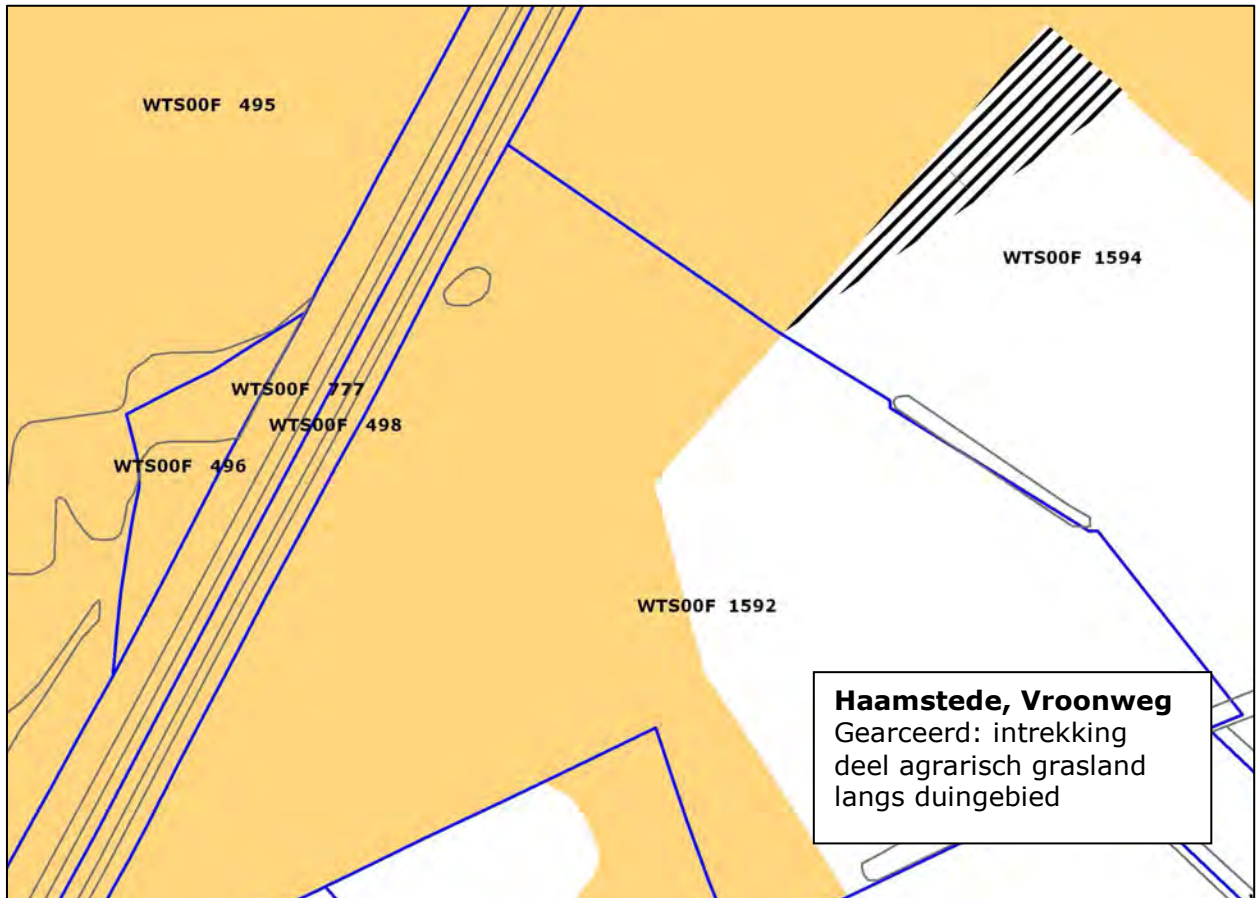 WTS00F 495
WTS00F 1594
WTS00F 777
WTS00F 498
WTS00F 496
WTS00F 1592
Haamstede, Vroonweg
Gearceerd: intrekking
deel agrarisch grasland
langs duingebied